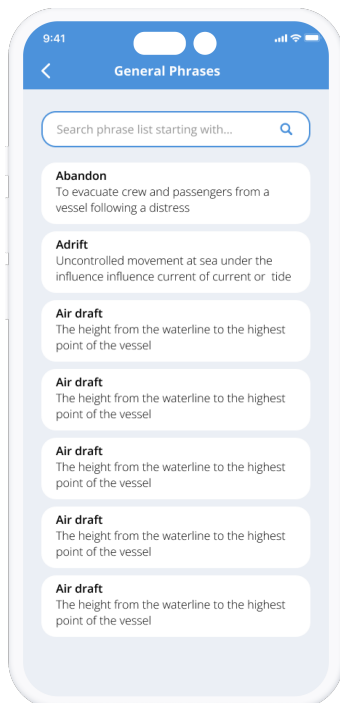 9:41
General Phrases
Search phrase list starting with...
Abandon
To evacuate crew and passengers from a
vessel following a distress
Adrift
Uncontrolled movement at sea under the
influence influence current of current or tide
Air draft
The height from the waterline to the highest
point of the vessel
Air draft
The height from the waterline to the highest
point of the vessel
Air draft
The height from the waterline to the highest
point of the vessel
Air draft
The height from the waterline to the highest
point of the vessel
Air draft
The height from the waterline to the highest
point of the vessel